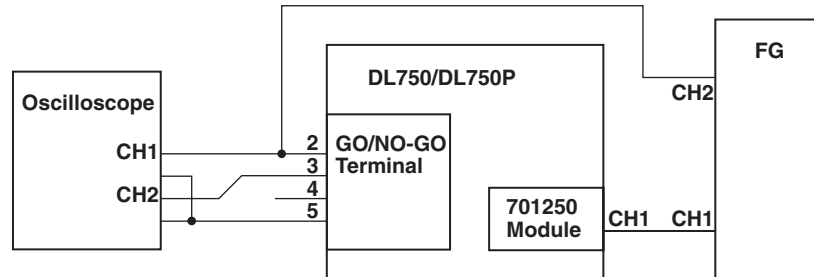 FG
DL750/DL750P
CH2
Oscilloscope
CH1
2
GO/NO-GO
3
Terminal
CH2
4
5
701250
Module
CH1
CH1